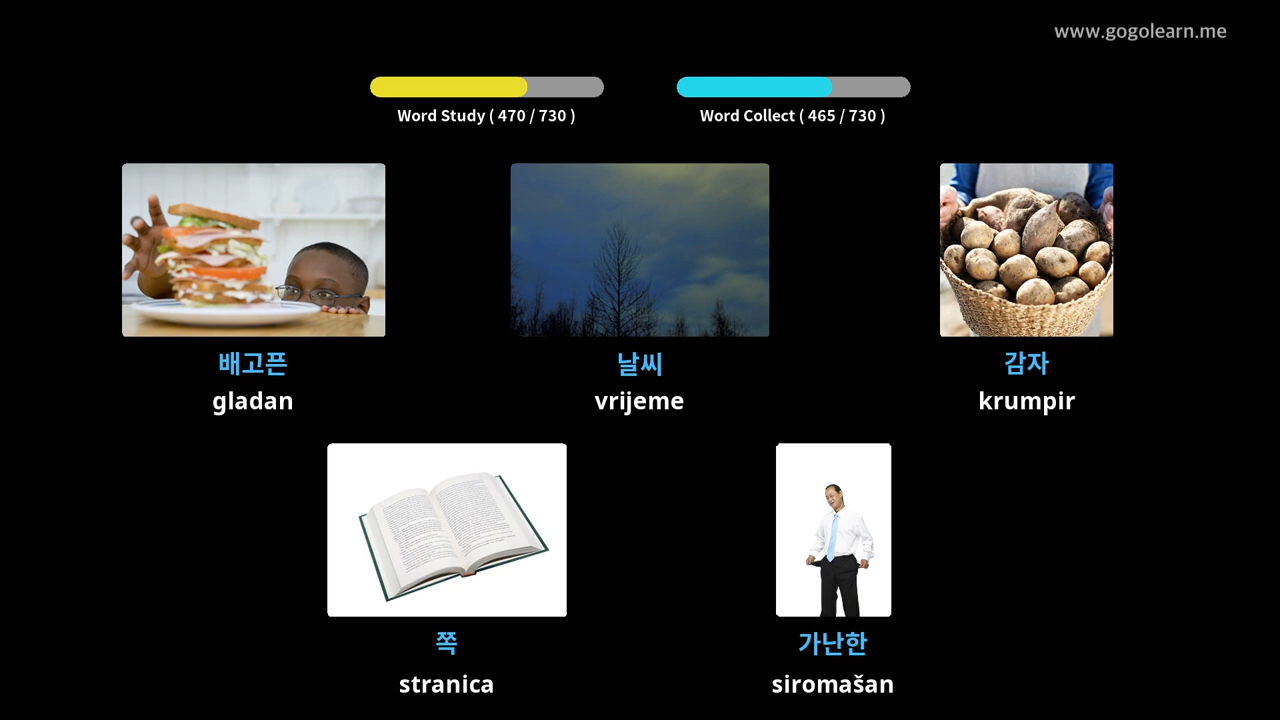 www.gogolearn.me
Word Study ( 470 / 730 )
Word Collect ( 465 / 730 )
배고픈
gladan
날씨
vrijeme
감자
krumpir
쪽
stranica
가난한
siromašan